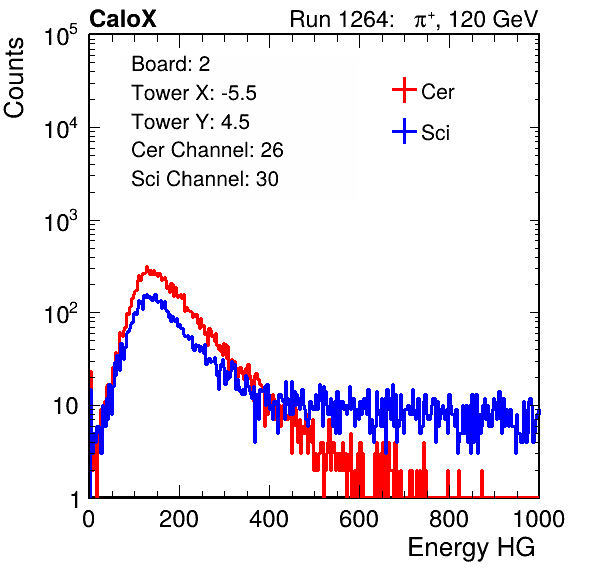 CaloX Run 1264: π⁺, 120 GeV
Board: 2
Tower X: -5.5
Tower Y: 4.5
Cer Channel: 26
Sci Channel: 30
Cer
Sci
Counts
10⁵
10⁴
10³
10²
10
1
0 200 400 600 800 1000
Energy HG